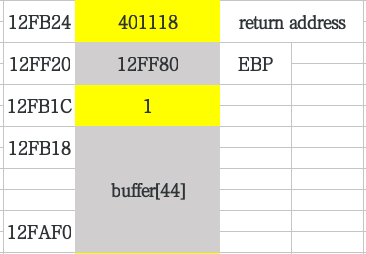 12FB24 401118 return address
12FF20 12FF80 EBP
12FB1C 1
12FB18
buffer[44]
12FAF0